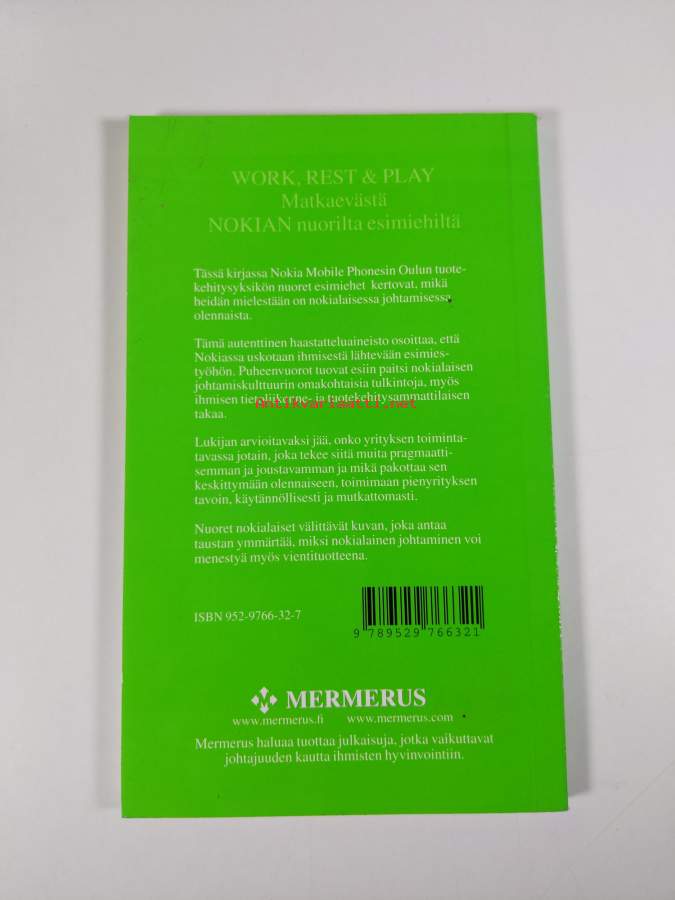 WORK, REST & PLAY
Matkaevästä
NOKIAN nuorilta esimiehiltä
Tässä kirjassa Nokia Mobile Phonesin Oulun tuote-
kehitysyksikön nuoret esimiehet kertovat, mikä
heidän mielestään on nokialaisessa johtamisessa
olennaista.
Tämä autenttinen haastatteluaineisto osoittaa, että
Nokiassa uskotaan ihmisestä lähtevään esimies-
työhön. Puheenvuorot tuovat esiin paitsi nokialaisen
johtamiskulttuurin omakohtaisia tulkintoja, myös
ihmisen tietoliikenne- ja tuotekehitysammattilaisen
Antikvariaatti.net
takaa.
Lukijan arvioitavaksi jää, onko yrityksen toiminta-
tavassa jotain, joka tekee siitä muita pragmaatti-
semman ja joustavamman ja mikä pakottaa sen
keskittymään olennaiseen, toimimaan pienyrityksen
tavoin, käytännöllisesti ja mutkattomasti.
Nuoret nokialaiset välittävät kuvan, joka antaa
taustan ymmärtää, miksi nokialainen johtaminen voi
menestyä myös vientituotteena.
ISBN 952-9766-32-7
9 789529 766321
MERMERUS
www.mermerus.fi www.mermerus.com
Mermerus haluaa tuottaa julkaisuja, jotka vaikuttavat
johtajuuden kautta ihmisten hyvinvointiin.